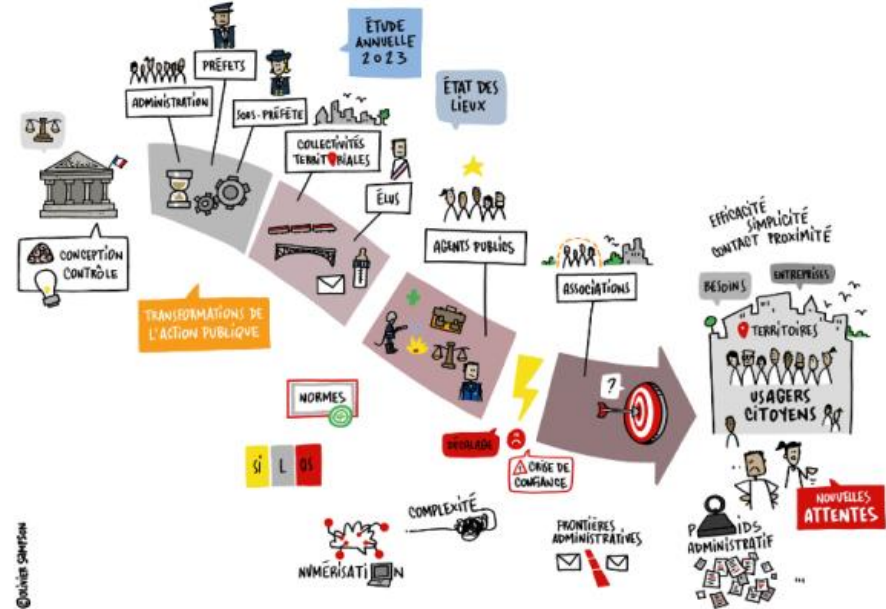 ÉTUDE
ANNUELLE
2023
ÉTAT DES
LIEUX
PRÉFETS
ADMINISTRATION
SOUS-PRÉFÈTE
COLLECTIVITÉS
TERRITORIALES
ÉLUS
AGENTS PUBLICS
ASSOCIATIONS
CONCEPTION
CONTRÔLE
TRANSFORMATIONS DE
L'ACTION PUBLIQUE
EFFICACITÉ
SIMPLICITÉ
CONTACT PROXIMITÉ
BESOINS
ENTREPRISES
TERRITOIRES
USAGERS
CITOYENS
?
NORMES
SI L OS
DÉCALAGE
CRISE DE
CONFIANCE
NOUVELLES
ATTENTES
COMPLEXITÉ
NUMÉRISATION
FRONTIÈRES
ADMINISTRATIVES
POIDS
ADMINISTRATIF
...
©OLIVIER SAMPSON